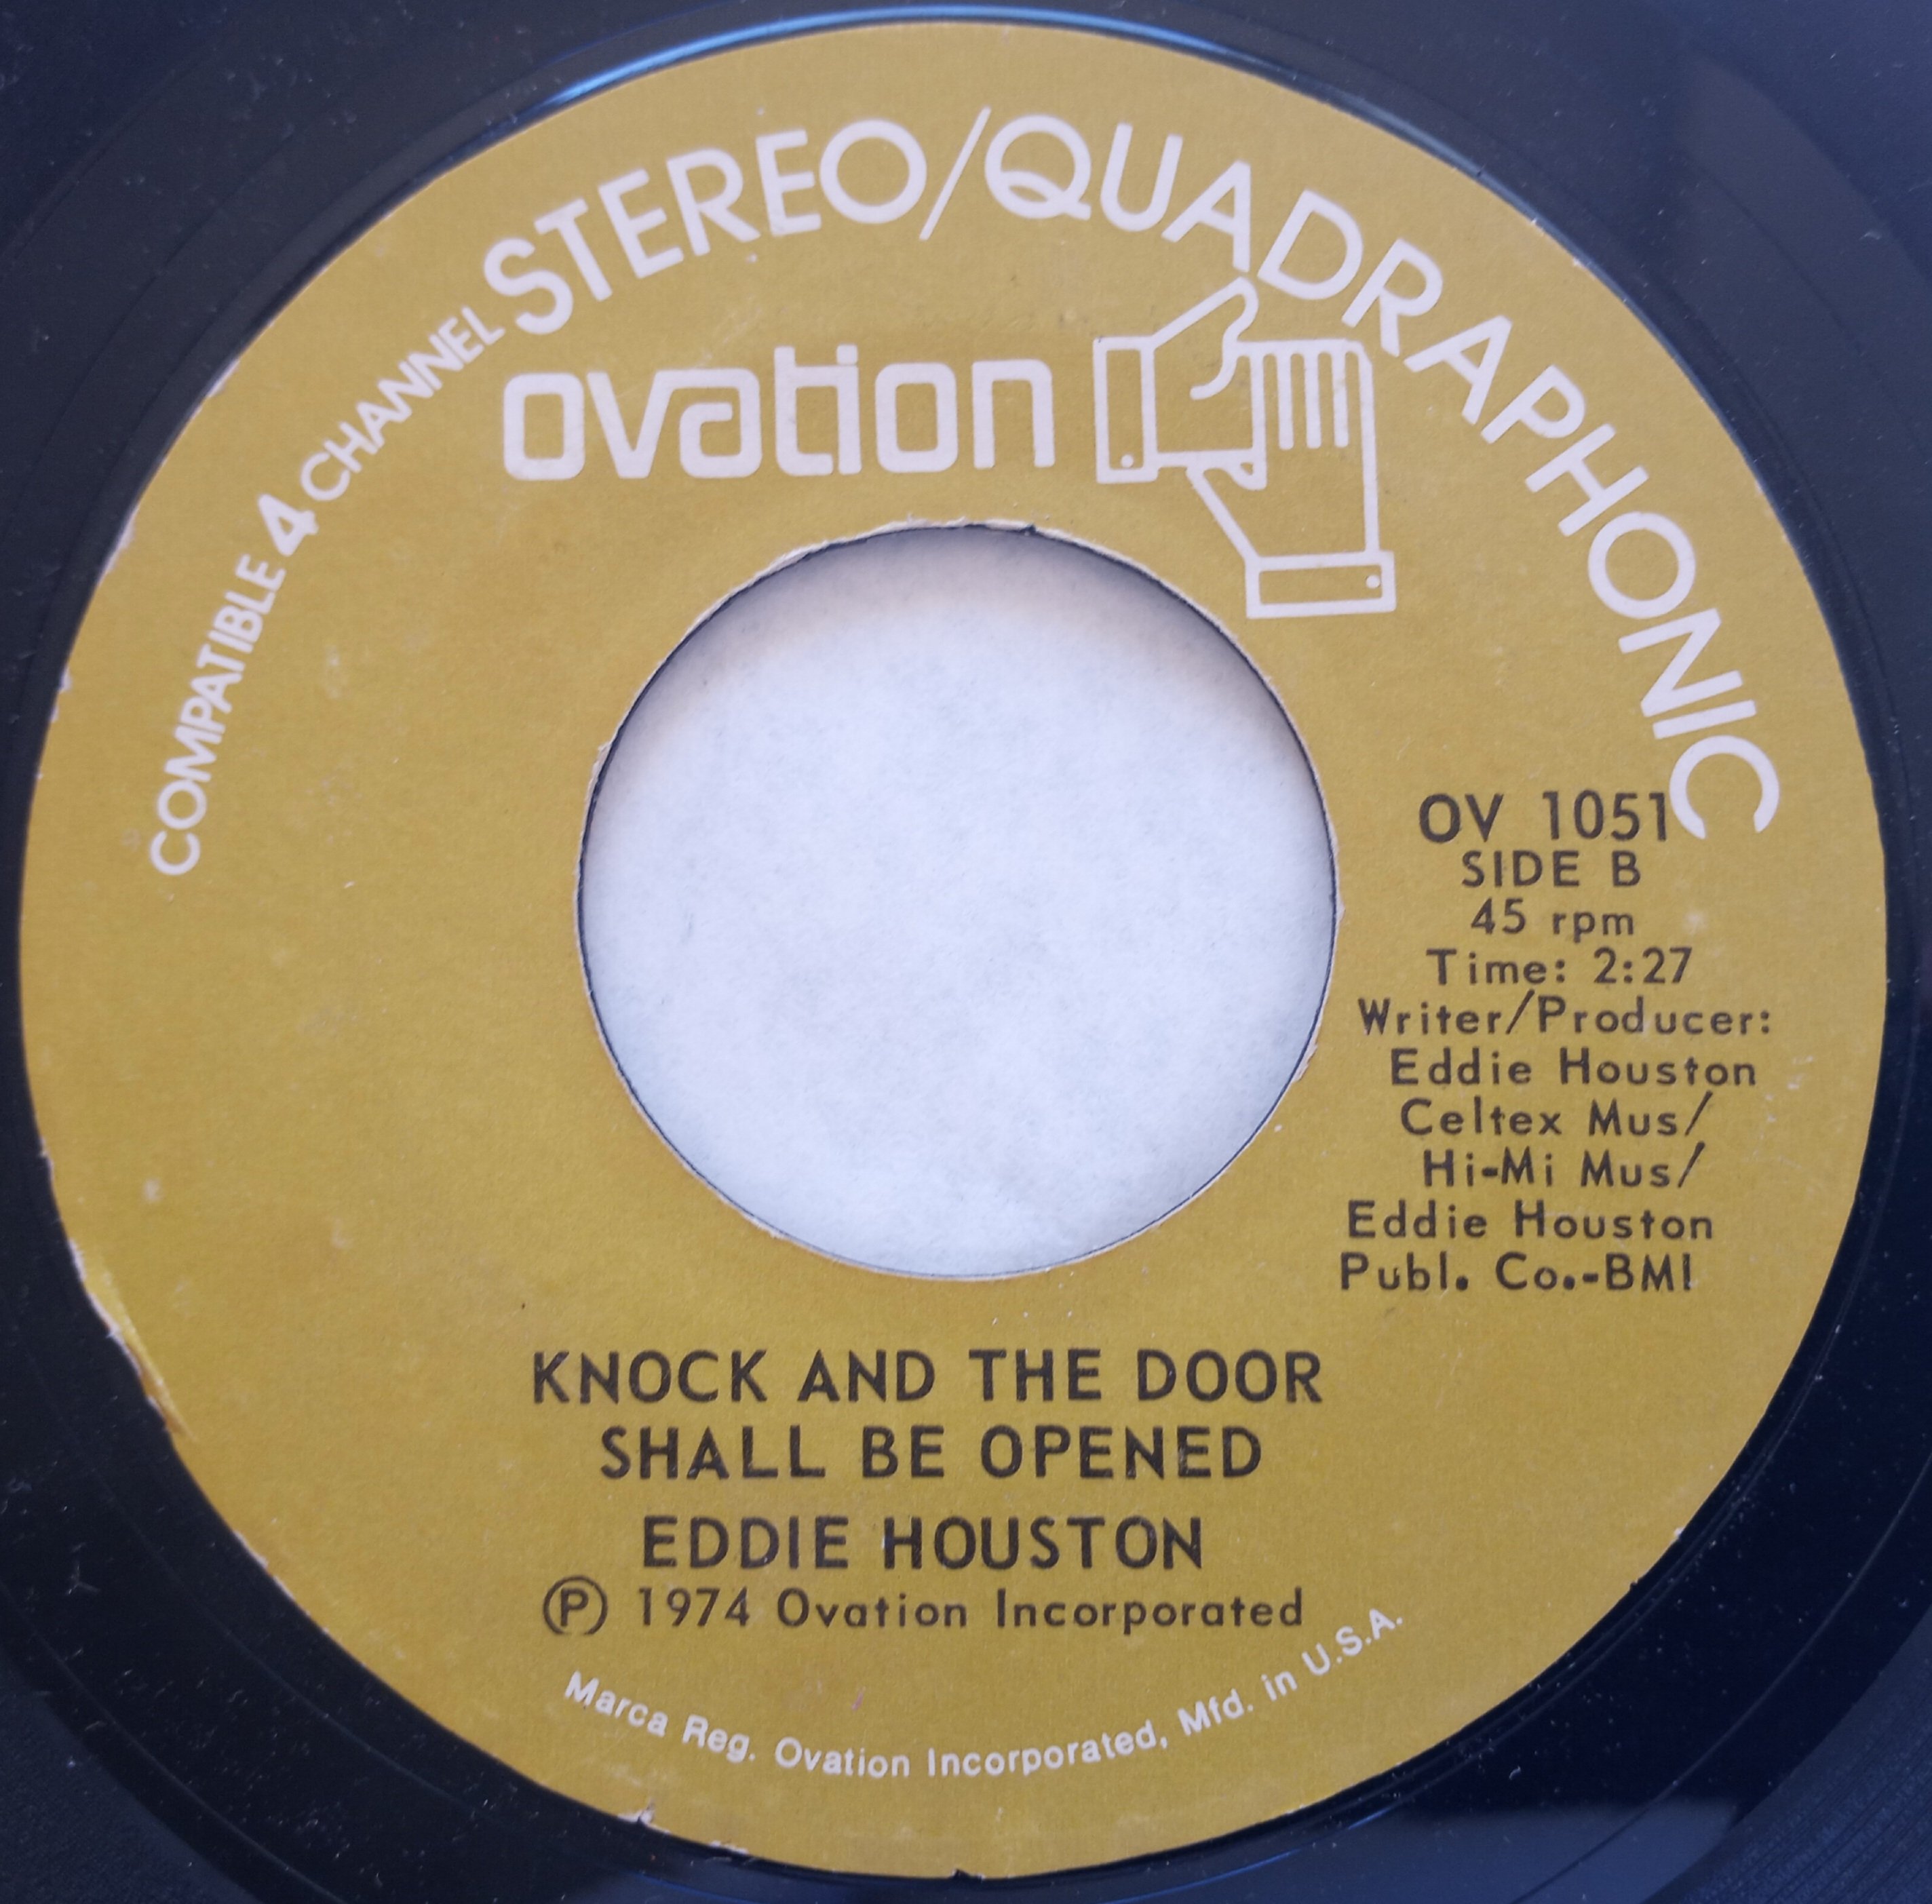 COMPATIBLE 4 CHANNEL STEREO/QUADRAPHONIC
ovation
OV 1051
SIDE B
45 rpm
Time: 2:27
Writer/Producer:
Eddie Houston
Celtex Mus/
Hi-Mi Mus/
Eddie Houston
Publ. Co.-BMI
KNOCK AND THE DOOR
SHALL BE OPENED
EDDIE HOUSTON
Ⓟ 1974 Ovation Incorporated
Marca Reg. Ovation Incorporated, Mfd. in U.S.A.